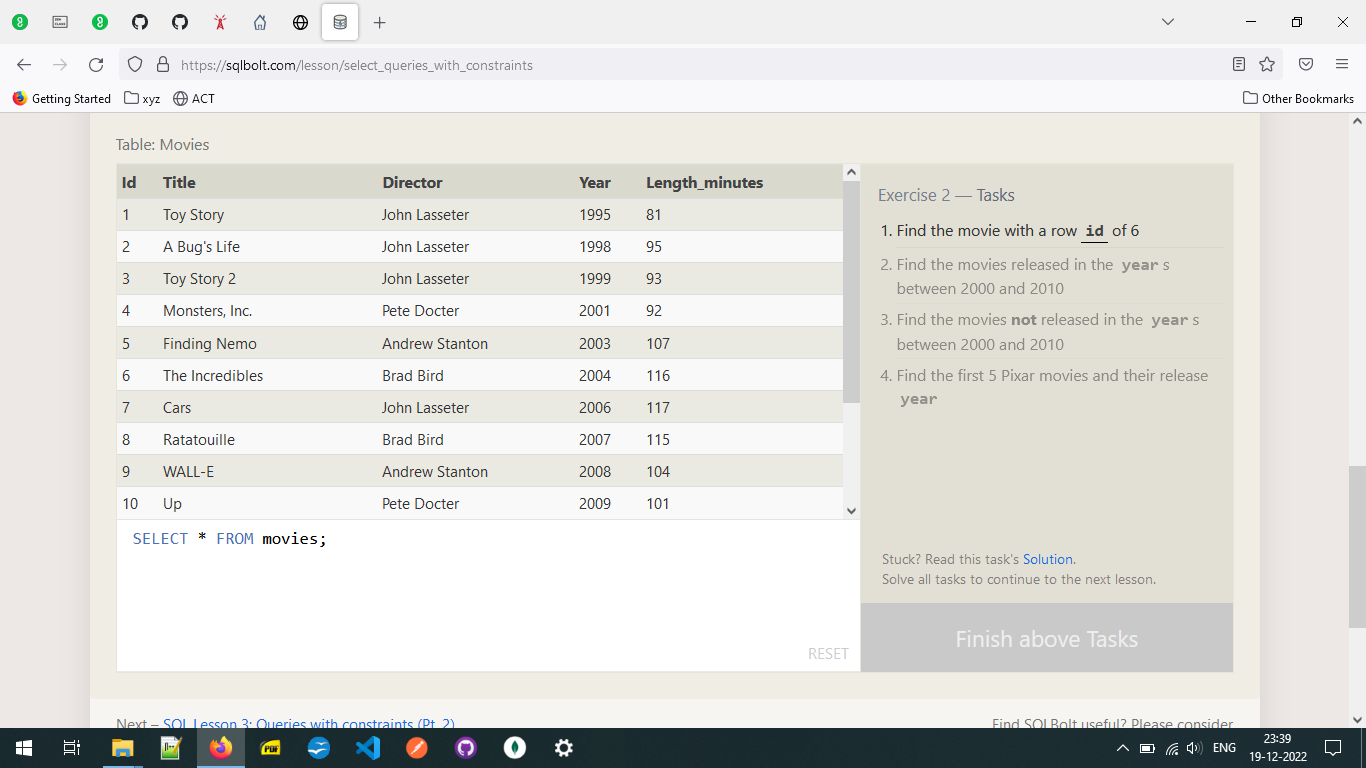 https://sqlbolt.com/lesson/select_queries_with_constraints
Getting Started xyz ACT Other Bookmarks
Table: Movies
Id Title Director Year Length_minutes
1 Toy Story John Lasseter 1995 81
2 A Bug's Life John Lasseter 1998 95
3 Toy Story 2 John Lasseter 1999 93
4 Monsters, Inc. Pete Docter 2001 92
5 Finding Nemo Andrew Stanton 2003 107
6 The Incredibles Brad Bird 2004 116
7 Cars John Lasseter 2006 117
8 Ratatouille Brad Bird 2007 115
9 WALL-E Andrew Stanton 2008 104
10 Up Pete Docter 2009 101
SELECT * FROM movies;
RESET
Exercise 2 — Tasks
1. Find the movie with a row id of 6
2. Find the movies released in the year s
between 2000 and 2010
3. Find the movies not released in the year s
between 2000 and 2010
4. Find the first 5 Pixar movies and their release
year
Stuck? Read this task's Solution.
Solve all tasks to continue to the next lesson.
Finish above Tasks
Next – SQL Lesson 3: Queries with constraints (Pt. 2)
Find SQLBolt useful? Please consider
ENG
23:39
19-12-2022